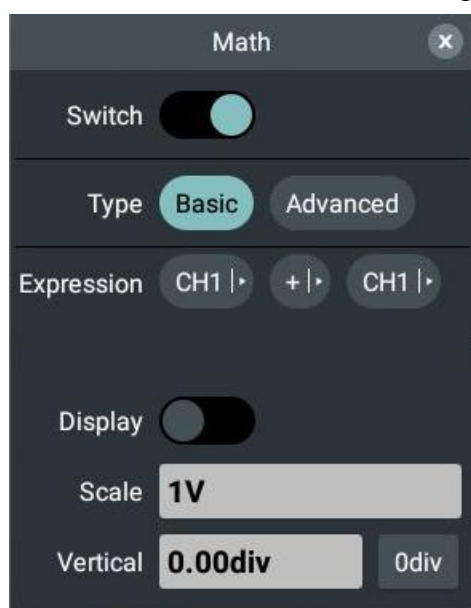 Math x
Switch
Type Basic Advanced
Expression CH1 + CH1
Display
Scale 1V
Vertical 0.00div 0div